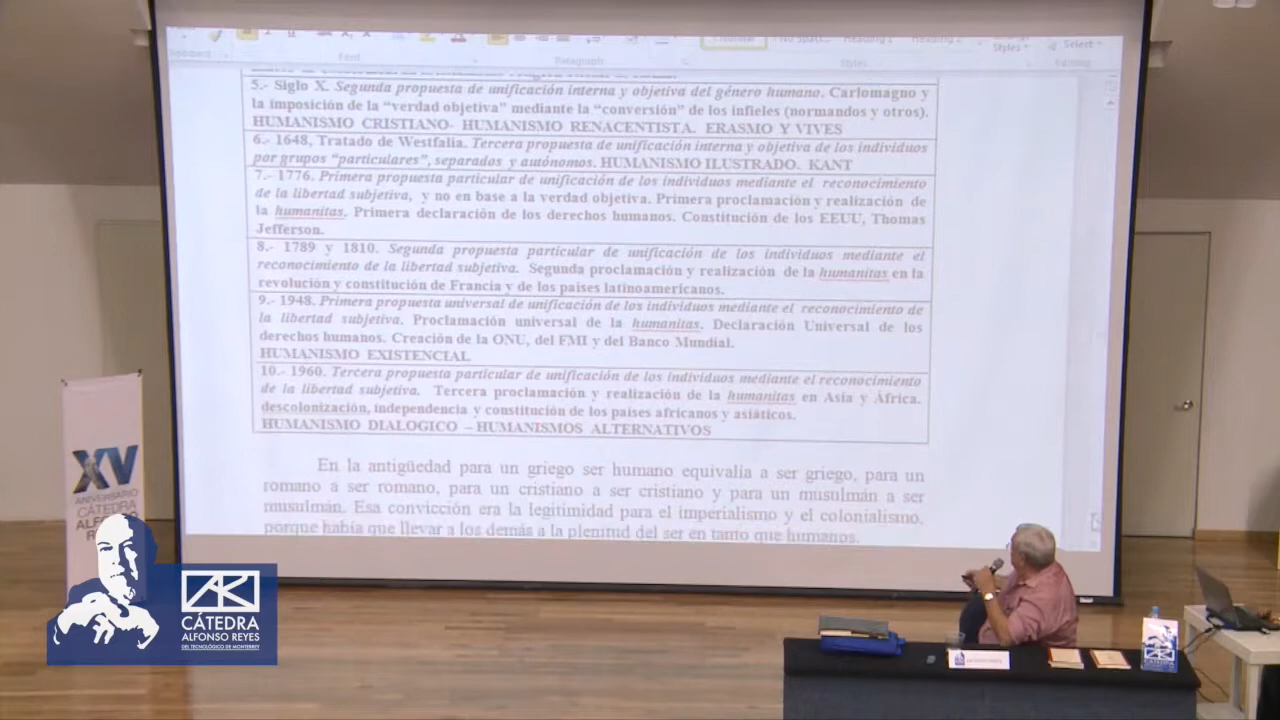 Font
Paragraph
Styles
Editing
Styles
Select
5.- Siglo X. Segunda propuesta de unificación interna y objetiva del género humano. Carlomagno y
la imposición de la “verdad objetiva” mediante la “conversión” de los infieles (normandos y otros).
HUMANISMO CRISTIANO- HUMANISMO RENACENTISTA. ERASMO Y VIVES
6.- 1648, Tratado de Westfalia. Tercera propuesta de unificación interna y objetiva de los individuos
por grupos “particulares”, separados y autónomos. HUMANISMO ILUSTRADO. KANT
7.- 1776. Primera propuesta particular de unificación de los individuos mediante el reconocimiento
de la libertad subjetiva, y no en base a la verdad objetiva. Primera proclamación y realización de
la humanitas. Primera declaración de los derechos humanos. Constitución de los EEUU, Thomas
Jefferson.
8.- 1789 y 1810. Segunda propuesta particular de unificación de los individuos mediante el
reconocimiento de la libertad subjetiva. Segunda proclamación y realización de la humanitas en la
revolución y constitución de Francia y de los países latinoamericanos.
9.- 1948. Primera propuesta universal de unificación de los individuos mediante el reconocimiento de
la libertad subjetiva. Proclamación universal de la humanitas. Declaración Universal de los
derechos humanos. Creación de la ONU, del FMI y del Banco Mundial.
HUMANISMO EXISTENCIAL
10.- 1960. Tercera propuesta particular de unificación de los individuos mediante el reconocimiento
de la libertad subjetiva. Tercera proclamación y realización de la humanitas en Asia y África.
descolonización, independencia y constitución de los países africanos y asiáticos.
HUMANISMO DIALOGICO – HUMANISMOS ALTERNATIVOS
En la antigüedad para un griego ser humano equivalía a ser griego, para un
romano a ser romano, para un cristiano a ser cristiano y para un musulmán a ser
musulmán. Esa convicción era la legitimidad para el imperialismo y el colonialismo,
porque había que llevar a los demás a la plenitud del ser en tanto que humanos.
XV
ANIVERSARIO
CÁTEDRA
ALFONSO
CÁTEDRA
ALFONSO REYES
DEL TECNOLÓGICO DE MONTERREY